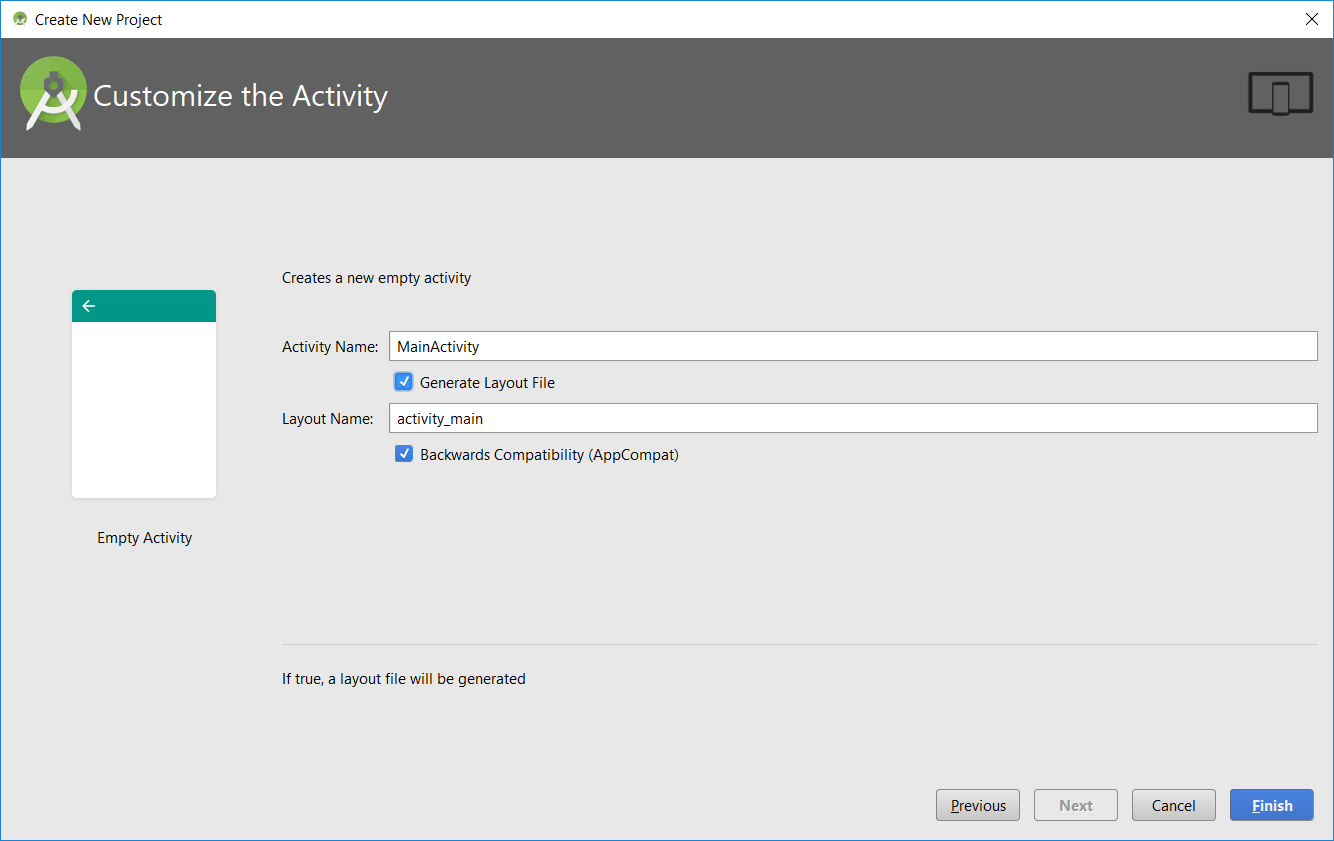 Create New Project
Customize the Activity
Creates a new empty activity
Activity Name: MainActivity
Generate Layout File
Layout Name: activity_main
Backwards Compatibility (AppCompat)
Empty Activity
If true, a layout file will be generated
Previous Next Cancel Finish